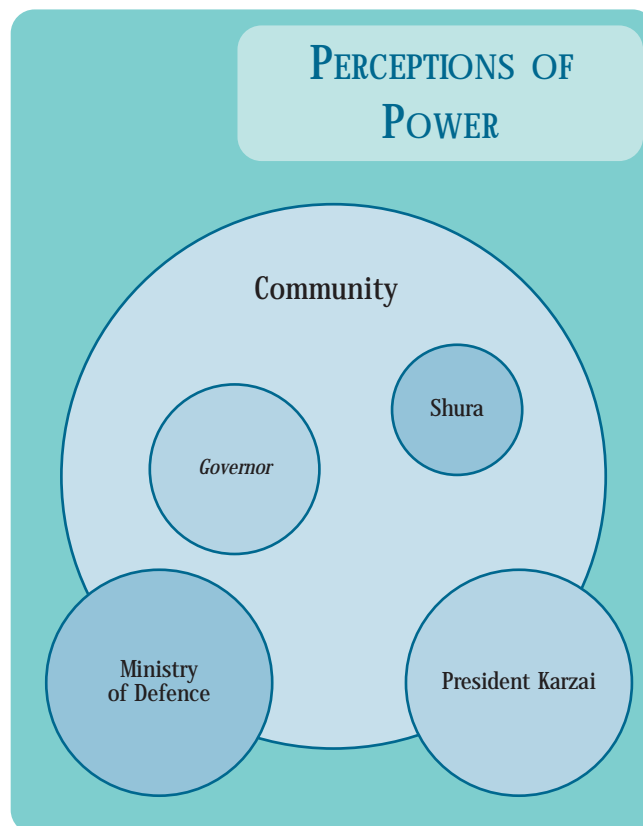 PERCEPTIONS OF
POWER
Community
Shura
Governor
Ministry
of Defence
President Karzai